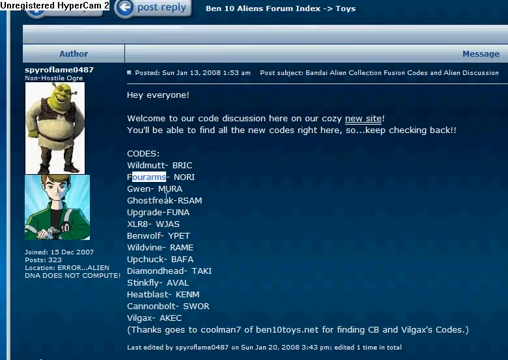 Unregistered HyperCam 2
post reply
Ben 10 Aliens Forum Index -> Toys
Author
Message
spyroflame0487
Non-Hostile Ogre
Joined: 15 Dec 2007
Posts: 323
Location: ERROR...ALIEN
DNA DOES NOT COMPUTE!
Posted: Sun Jan 13, 2008 1:53 am Post subject: Bandai Alien Collection Fusion Codes and Alien Discussion
Hey everyone!
Welcome to our code discussion here on our cozy new site!
You'll be able to find all the new codes right here, so...keep checking back!!
CODES:
Wildmutt- BRIC
Fourarms- NORI
Gwen- MURA
Ghostfreak-RSAM
Upgrade-FUNA
XLR8- WJAS
Benwolf- YPET
Wildvine- RAME
Upchuck- BAFA
Diamondhead- TAKI
Stinkfly- AVAL
Heatblast- KENM
Cannonbolt- SWOR
Vilgax- AKEC
(Thanks goes to coolman7 of ben10toys.net for finding CB and Vilgax's Codes.)
Last edited by spyroflame0487 on Sun Jan 20, 2008 3:43 pm; edited 1 time in total